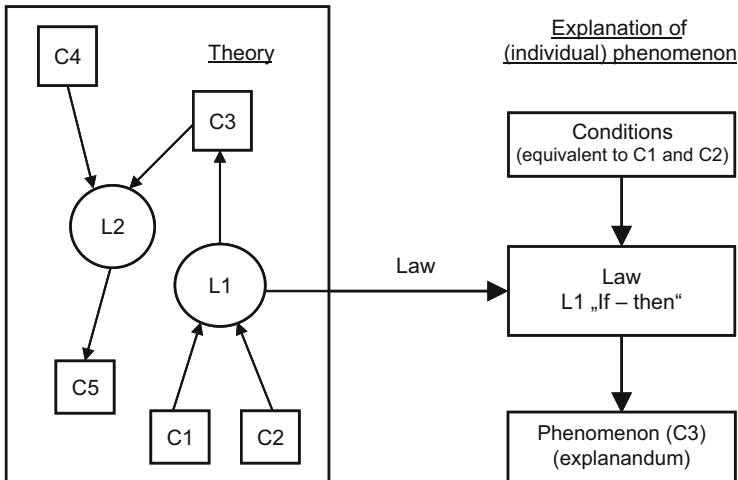 Theory
C4
C3
L2
L1
C5
C1
C2
Law
Explanation of
(individual) phenomenon
Conditions
(equivalent to C1 and C2)
Law
L1 „If – then“
Phenomenon (C3)
(explanandum)